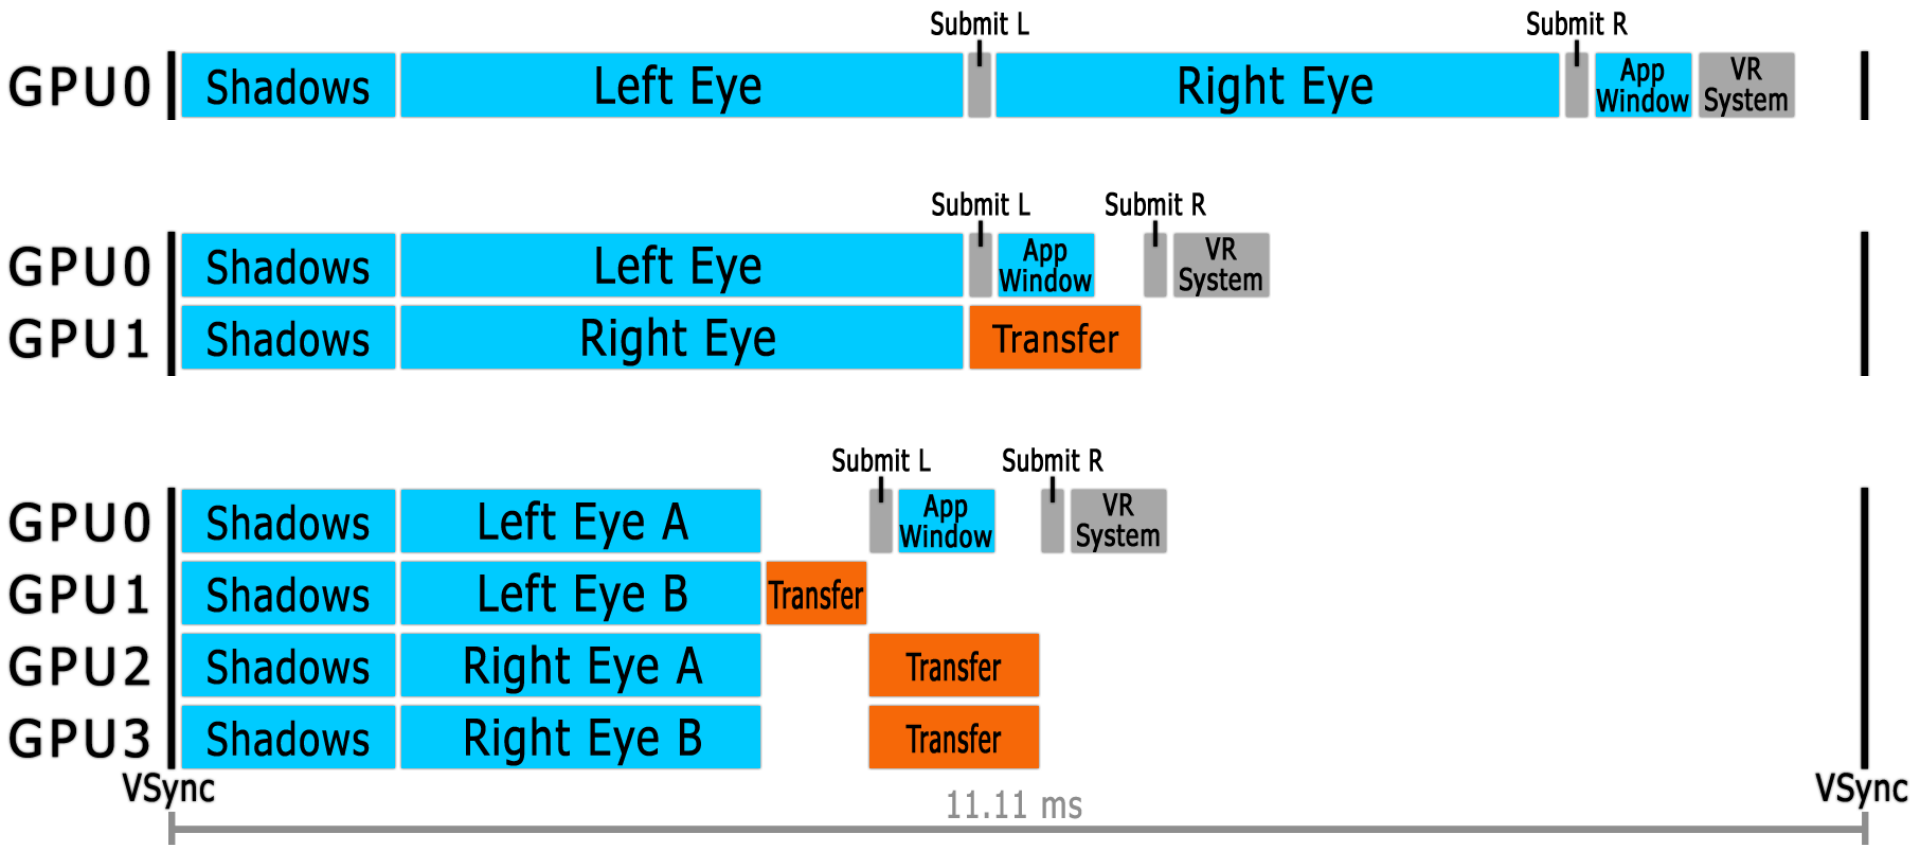 Submit L Submit R
GPU0 Shadows Left Eye Right Eye App Window VR System
Submit L Submit R
GPU0 Shadows Left Eye App Window VR System
GPU1 Shadows Right Eye Transfer
Submit L Submit R
GPU0 Shadows Left Eye A App Window VR System
GPU1 Shadows Left Eye B Transfer
GPU2 Shadows Right Eye A Transfer
GPU3 Shadows Right Eye B Transfer
VSync VSync
11.11 ms